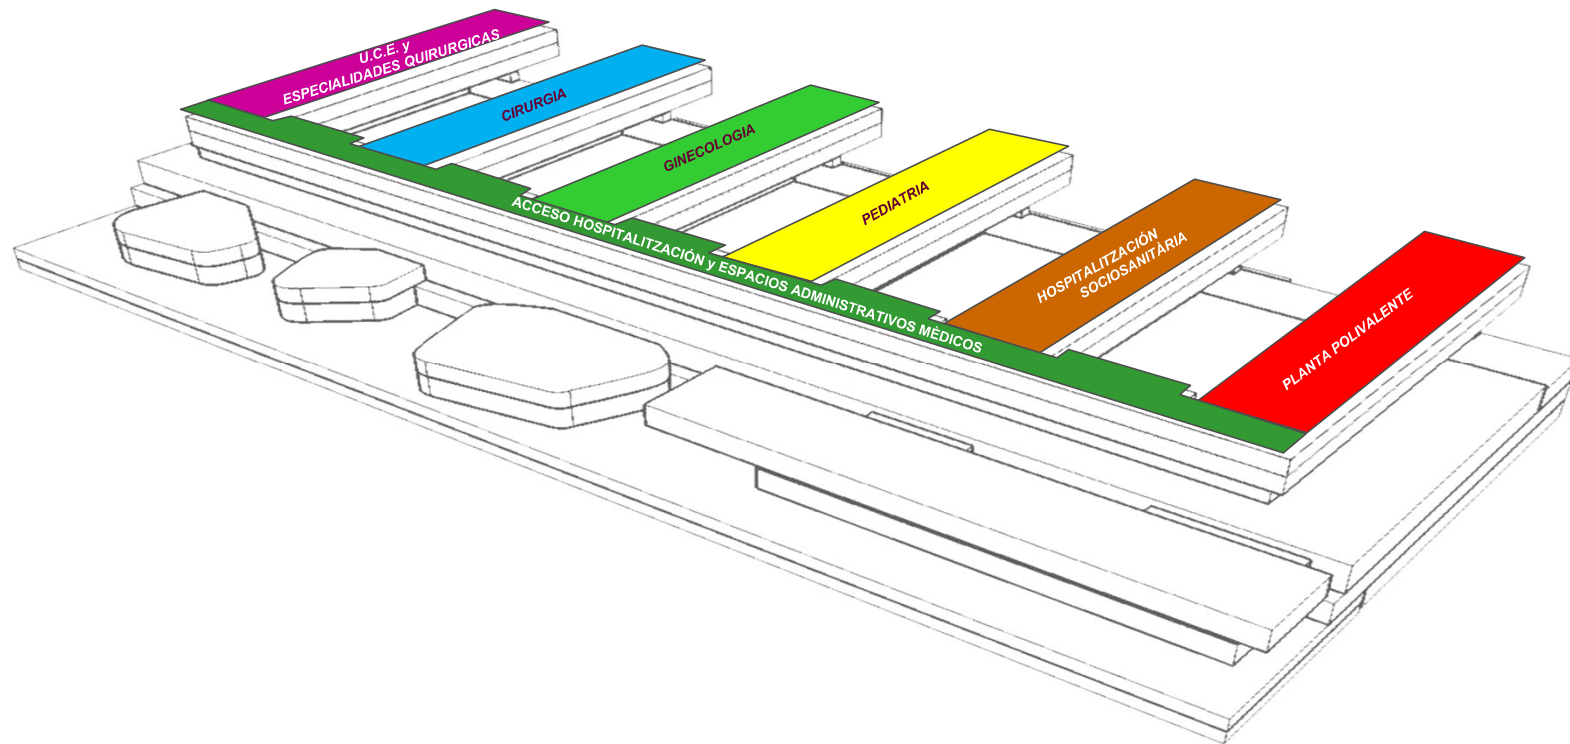 U.C.E. y
ESPECIALIDADES QUIRURGICAS
CIRURGIA
GINECOLOGIA
PEDIATRIA
HOSPITALITZACIÓN
SOCIOSANITÀRIA
PLANTA POLIVALENTE
ACCESO HOSPITALITZACIÓN y ESPACIOS ADMINISTRATIVOS MÈDICOS